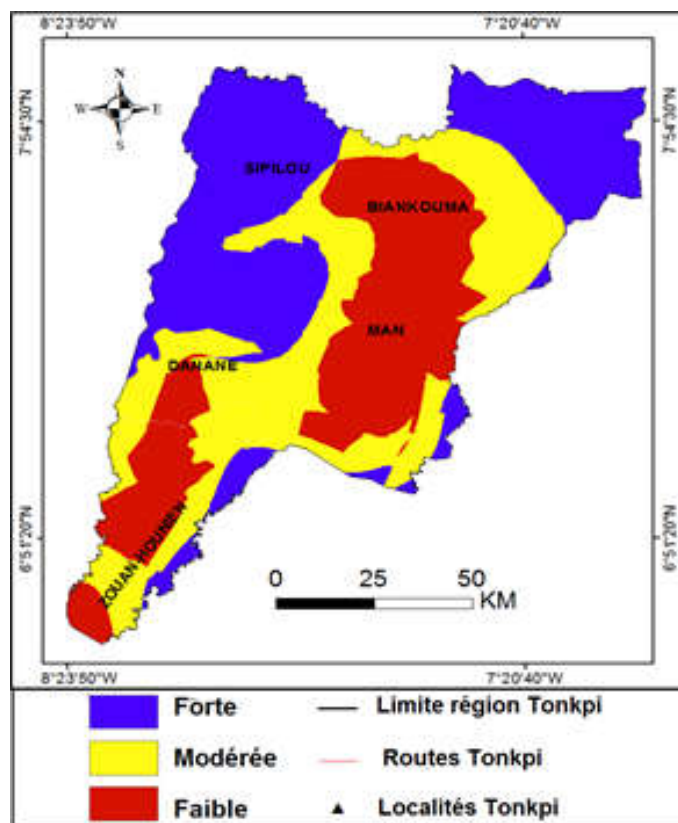 8°23'50"W 7°20'40"W
7°54'30"N
7°54'30"N
N
W E
S
SIPILOU
BIANKOUMA
MAN
DANANE
ZOUAN HOUNIEN
6°51'20"N
6°51'20"N
0 25 50
KM
8°23'50"W 7°20'40"W
Forte Limite région Tonkpi
Modérée Routes Tonkpi
Faible Localités Tonkpi